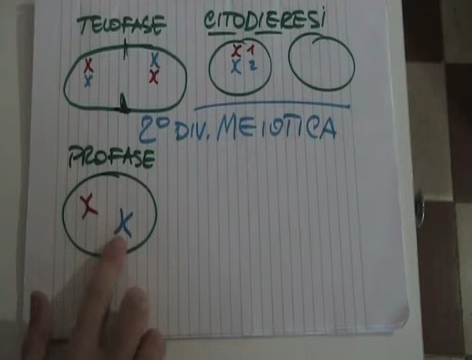 TELOFASE
CITODIERESI
1
2
2° DIV. MEIOTICA
PROFASE